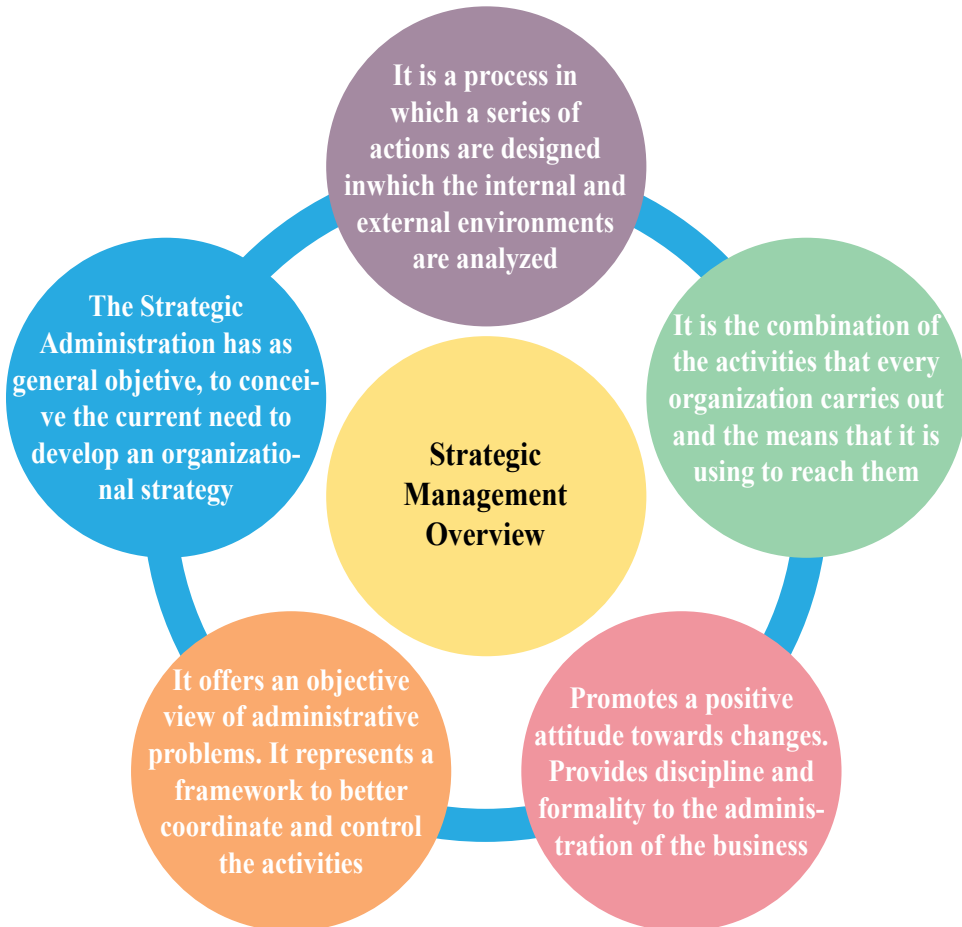 It is a process in
which a series of
actions are designed
inwhich the internal and
external environments
are analyzed
It is the combination of
the activities that every
organization carries out
and the means that it is
using to reach them
Promotes a positive
attitude towards changes.
Provides discipline and
formality to the adminis-
tration of the business
It offers an objective
view of administrative
problems. It represents a
framework to better
coordinate and control
the activities
The Strategic
Administration has as
general objetive, to concei-
ve the current need to
develop an organizatio-
nal strategy
Strategic
Management
Overview